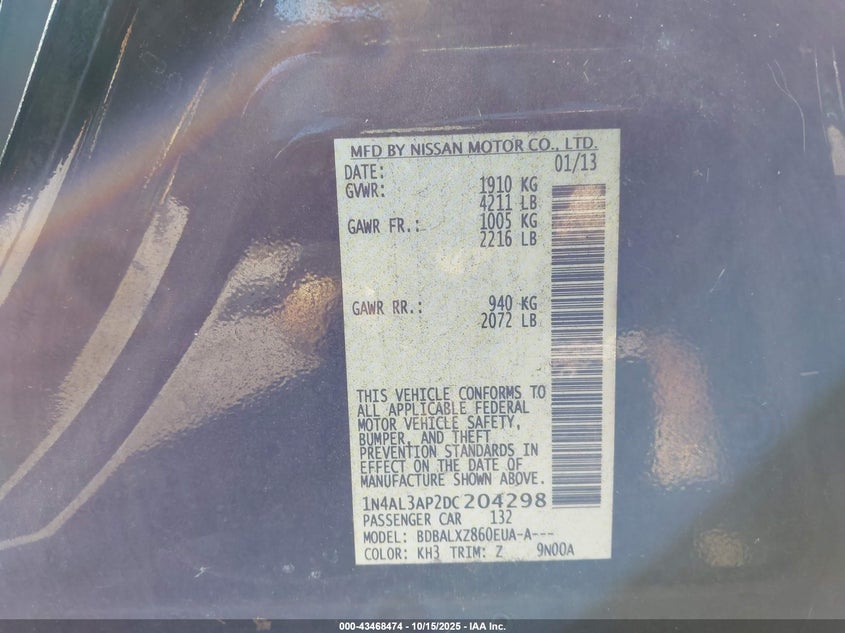 MFD BY NISSAN MOTOR CO., LTD.
DATE: 01/13
GVWR: 1910 KG
4211 LB
GAWR FR.: 1005 KG
2216 LB
GAWR RR.: 940 KG
2072 LB
THIS VEHICLE CONFORMS TO
ALL APPLICABLE FEDERAL
MOTOR VEHICLE SAFETY,
BUMPER, AND THEFT
PREVENTION STANDARDS IN
EFFECT ON THE DATE OF
MANUFACTURE SHOWN ABOVE.
1N4AL3AP2DC204298
PASSENGER CAR 132
MODEL: BDBALXZ860EUA-A---
COLOR: KH3 TRIM: Z 9N00A
000-43468474 - 10/15/2025 - IAA Inc.